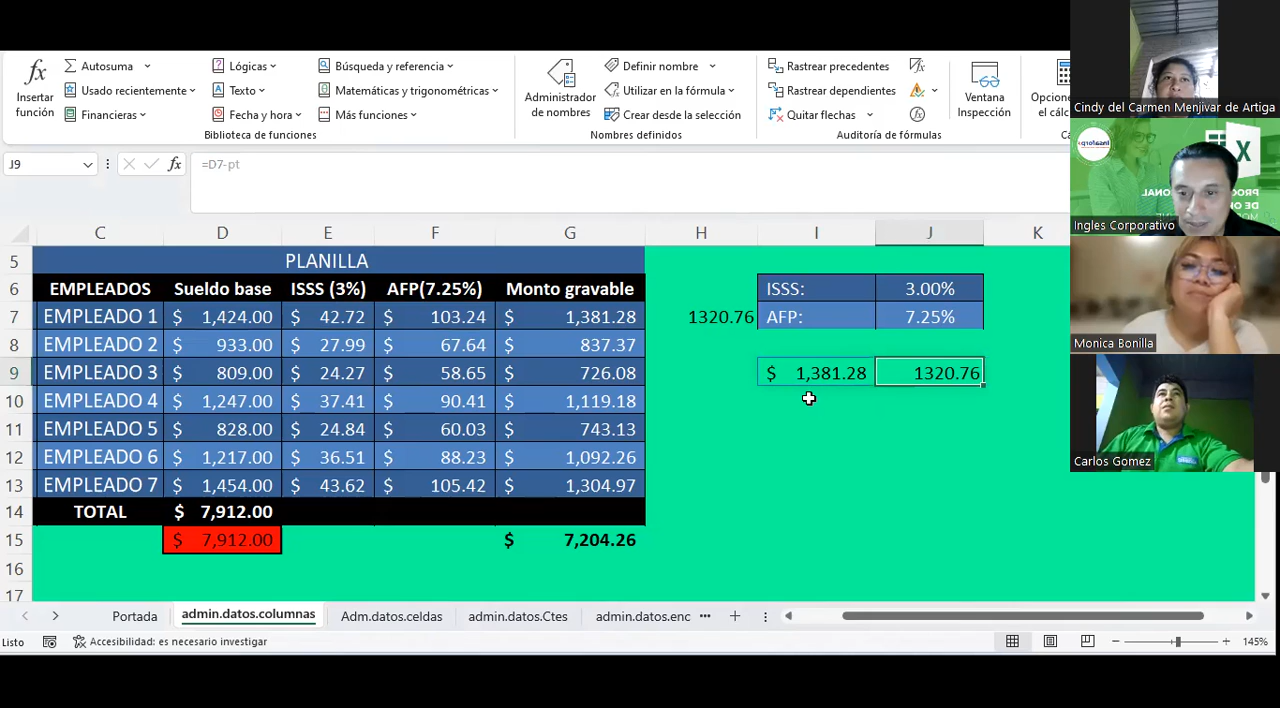 Autosuma
Usado recientemente
Financieras
Lógicas
Texto
Fecha y hora
Búsqueda y referencia
Matemáticas y trigonométricas
Más funciones
Insertar
función
Biblioteca de funciones
Administrador
de nombres
Definir nombre
Utilizar en la fórmula
Crear desde la selección
Nombres definidos
Rastrear precedentes
Rastrear dependientes
Quitar flechas
Auditoría de fórmulas
Ventana
Inspección
Opcione
el cálc
Ca
J9
fx
=D7-pt
C D E F G H I J K
5 PLANILLA
6 EMPLEADOS Sueldo base ISSS (3%) AFP(7.25%) Monto gravable ISSS: 3.00%
7 EMPLEADO 1 $ 1,424.00 $ 42.72 $ 103.24 $ 1,381.28 1320.76 AFP: 7.25%
8 EMPLEADO 2 $ 933.00 $ 27.99 $ 67.64 $ 837.37
9 EMPLEADO 3 $ 809.00 $ 24.27 $ 58.65 $ 726.08 $ 1,381.28 1320.76
10 EMPLEADO 4 $ 1,247.00 $ 37.41 $ 90.41 $ 1,119.18
11 EMPLEADO 5 $ 828.00 $ 24.84 $ 60.03 $ 743.13
12 EMPLEADO 6 $ 1,217.00 $ 36.51 $ 88.23 $ 1,092.26
13 EMPLEADO 7 $ 1,454.00 $ 43.62 $ 105.42 $ 1,304.97
14 TOTAL $ 7,912.00
15 $ 7,912.00 $ 7,204.26
16
17
Portada admin.datos.columnas Adm.datos.celdas admin.datos.Ctes admin.datos.enc
Listo Accesibilidad: es necesario investigar 145%
Cindy del Carmen Menjivar de Artiga
Ingles Corporativo
Monica Bonilla
Carlos Gomez